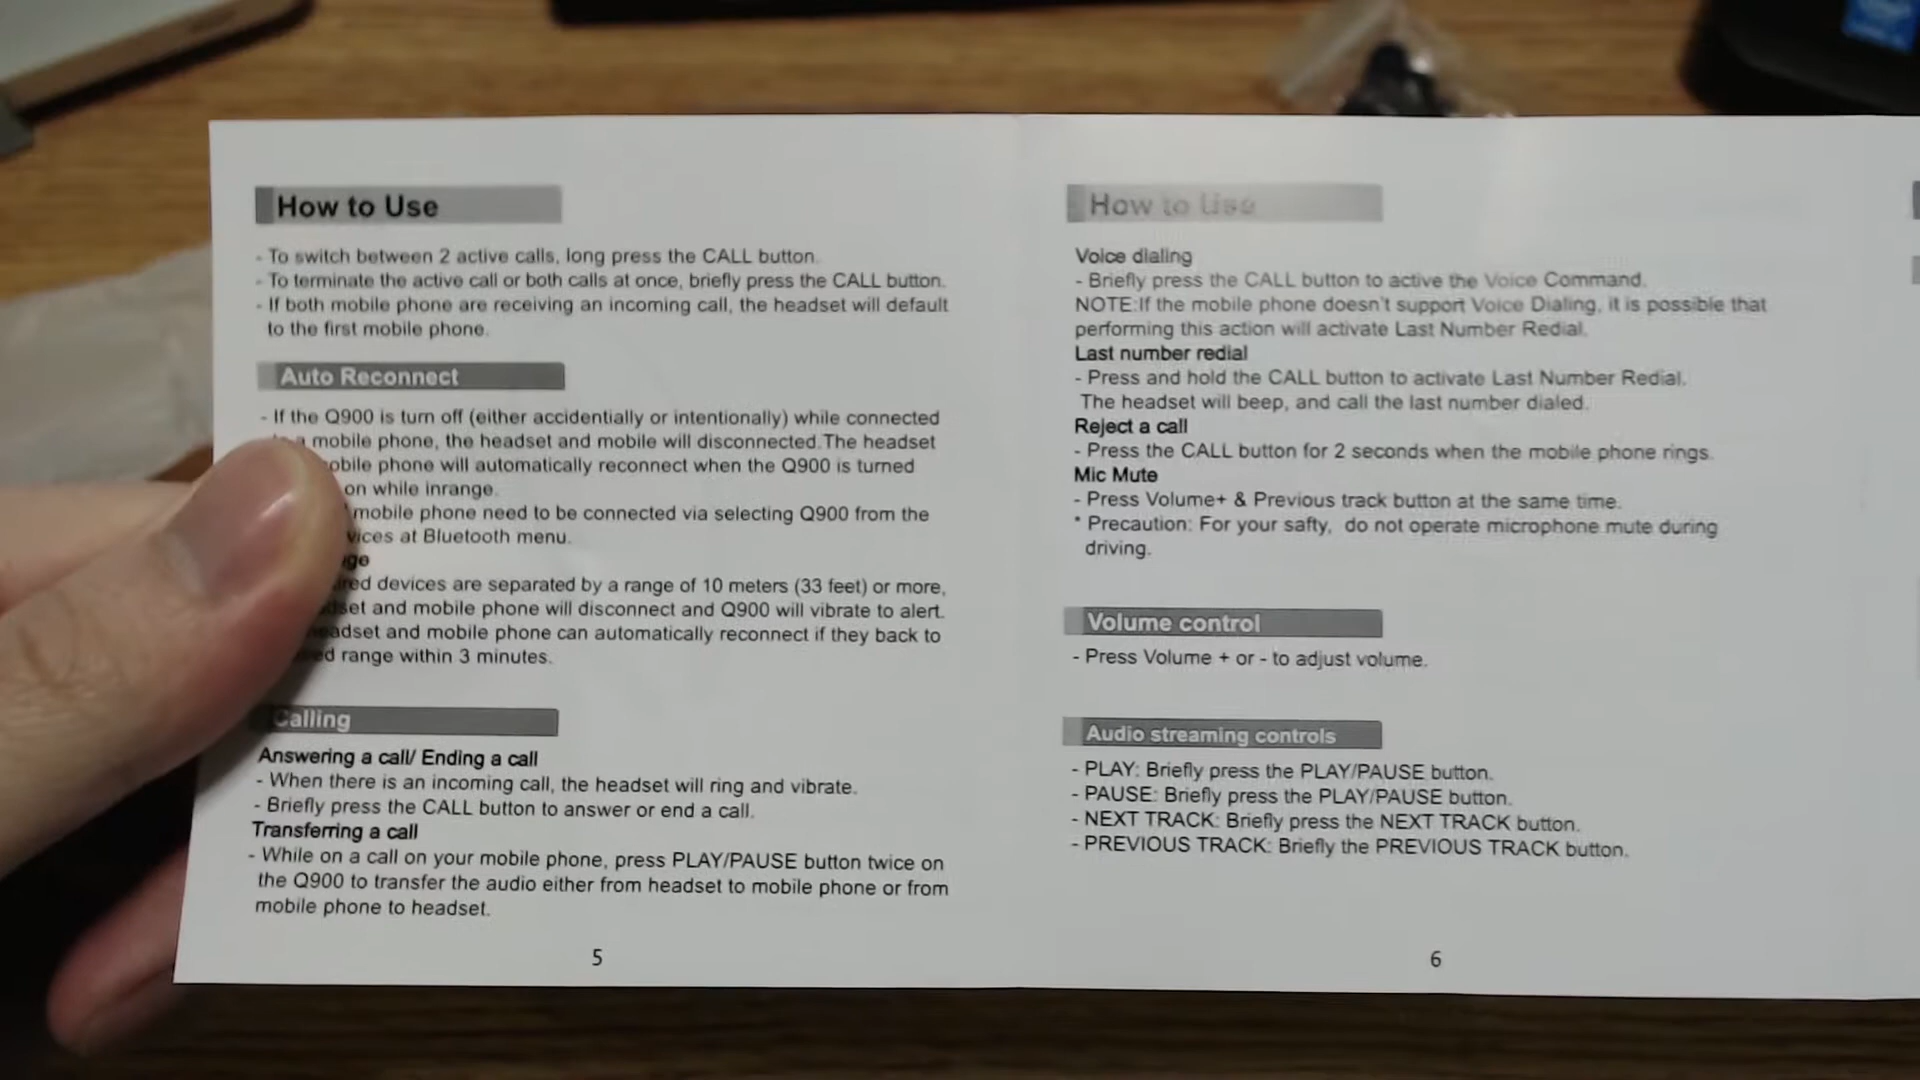 How to Use
- To switch between 2 active calls, long press the CALL button.
- To terminate the active call or both calls at once, briefly press the CALL button.
- If both mobile phone are receiving an incoming call, the headset will default
to the first mobile phone.
Auto Reconnect
- If the Q900 is turn off (either accidentially or intentionally) while connected
mobile phone, the headset and mobile will disconnected.The headset
phone will automatically reconnect when the Q900 is turned
on while inrange.
mobile phone need to be connected via selecting Q900 from the
at Bluetooth menu.
devices are separated by a range of 10 meters (33 feet) or more,
and mobile phone will disconnect and Q900 will vibrate to alert.
and mobile phone can automatically reconnect if they back to
range within 3 minutes.
Calling
Answering a call/ Ending a call
- When there is an incoming call, the headset will ring and vibrate.
- Briefly press the CALL button to answer or end a call.
Transferring a call
- While on a call on your mobile phone, press PLAY/PAUSE button twice on
the Q900 to transfer the audio either from headset to mobile phone or from
mobile phone to headset.
5
How to Use
Voice dialing
- Briefly press the CALL button to active the Voice Command.
NOTE:If the mobile phone doesn't support Voice Dialing, it is possible that
performing this action will activate Last Number Redial.
Last number redial
- Press and hold the CALL button to activate Last Number Redial.
The headset will beep, and call the last number dialed.
Reject a call
- Press the CALL button for 2 seconds when the mobile phone rings.
Mic Mute
- Press Volume+ & Previous track button at the same time.
* Precaution: For your safty, do not operate microphone mute during
driving.
Volume control
- Press Volume + or - to adjust volume.
Audio streaming controls
- PLAY: Briefly press the PLAY/PAUSE button.
- PAUSE: Briefly press the PLAY/PAUSE button.
- NEXT TRACK: Briefly press the NEXT TRACK button.
- PREVIOUS TRACK: Briefly the PREVIOUS TRACK button.
6